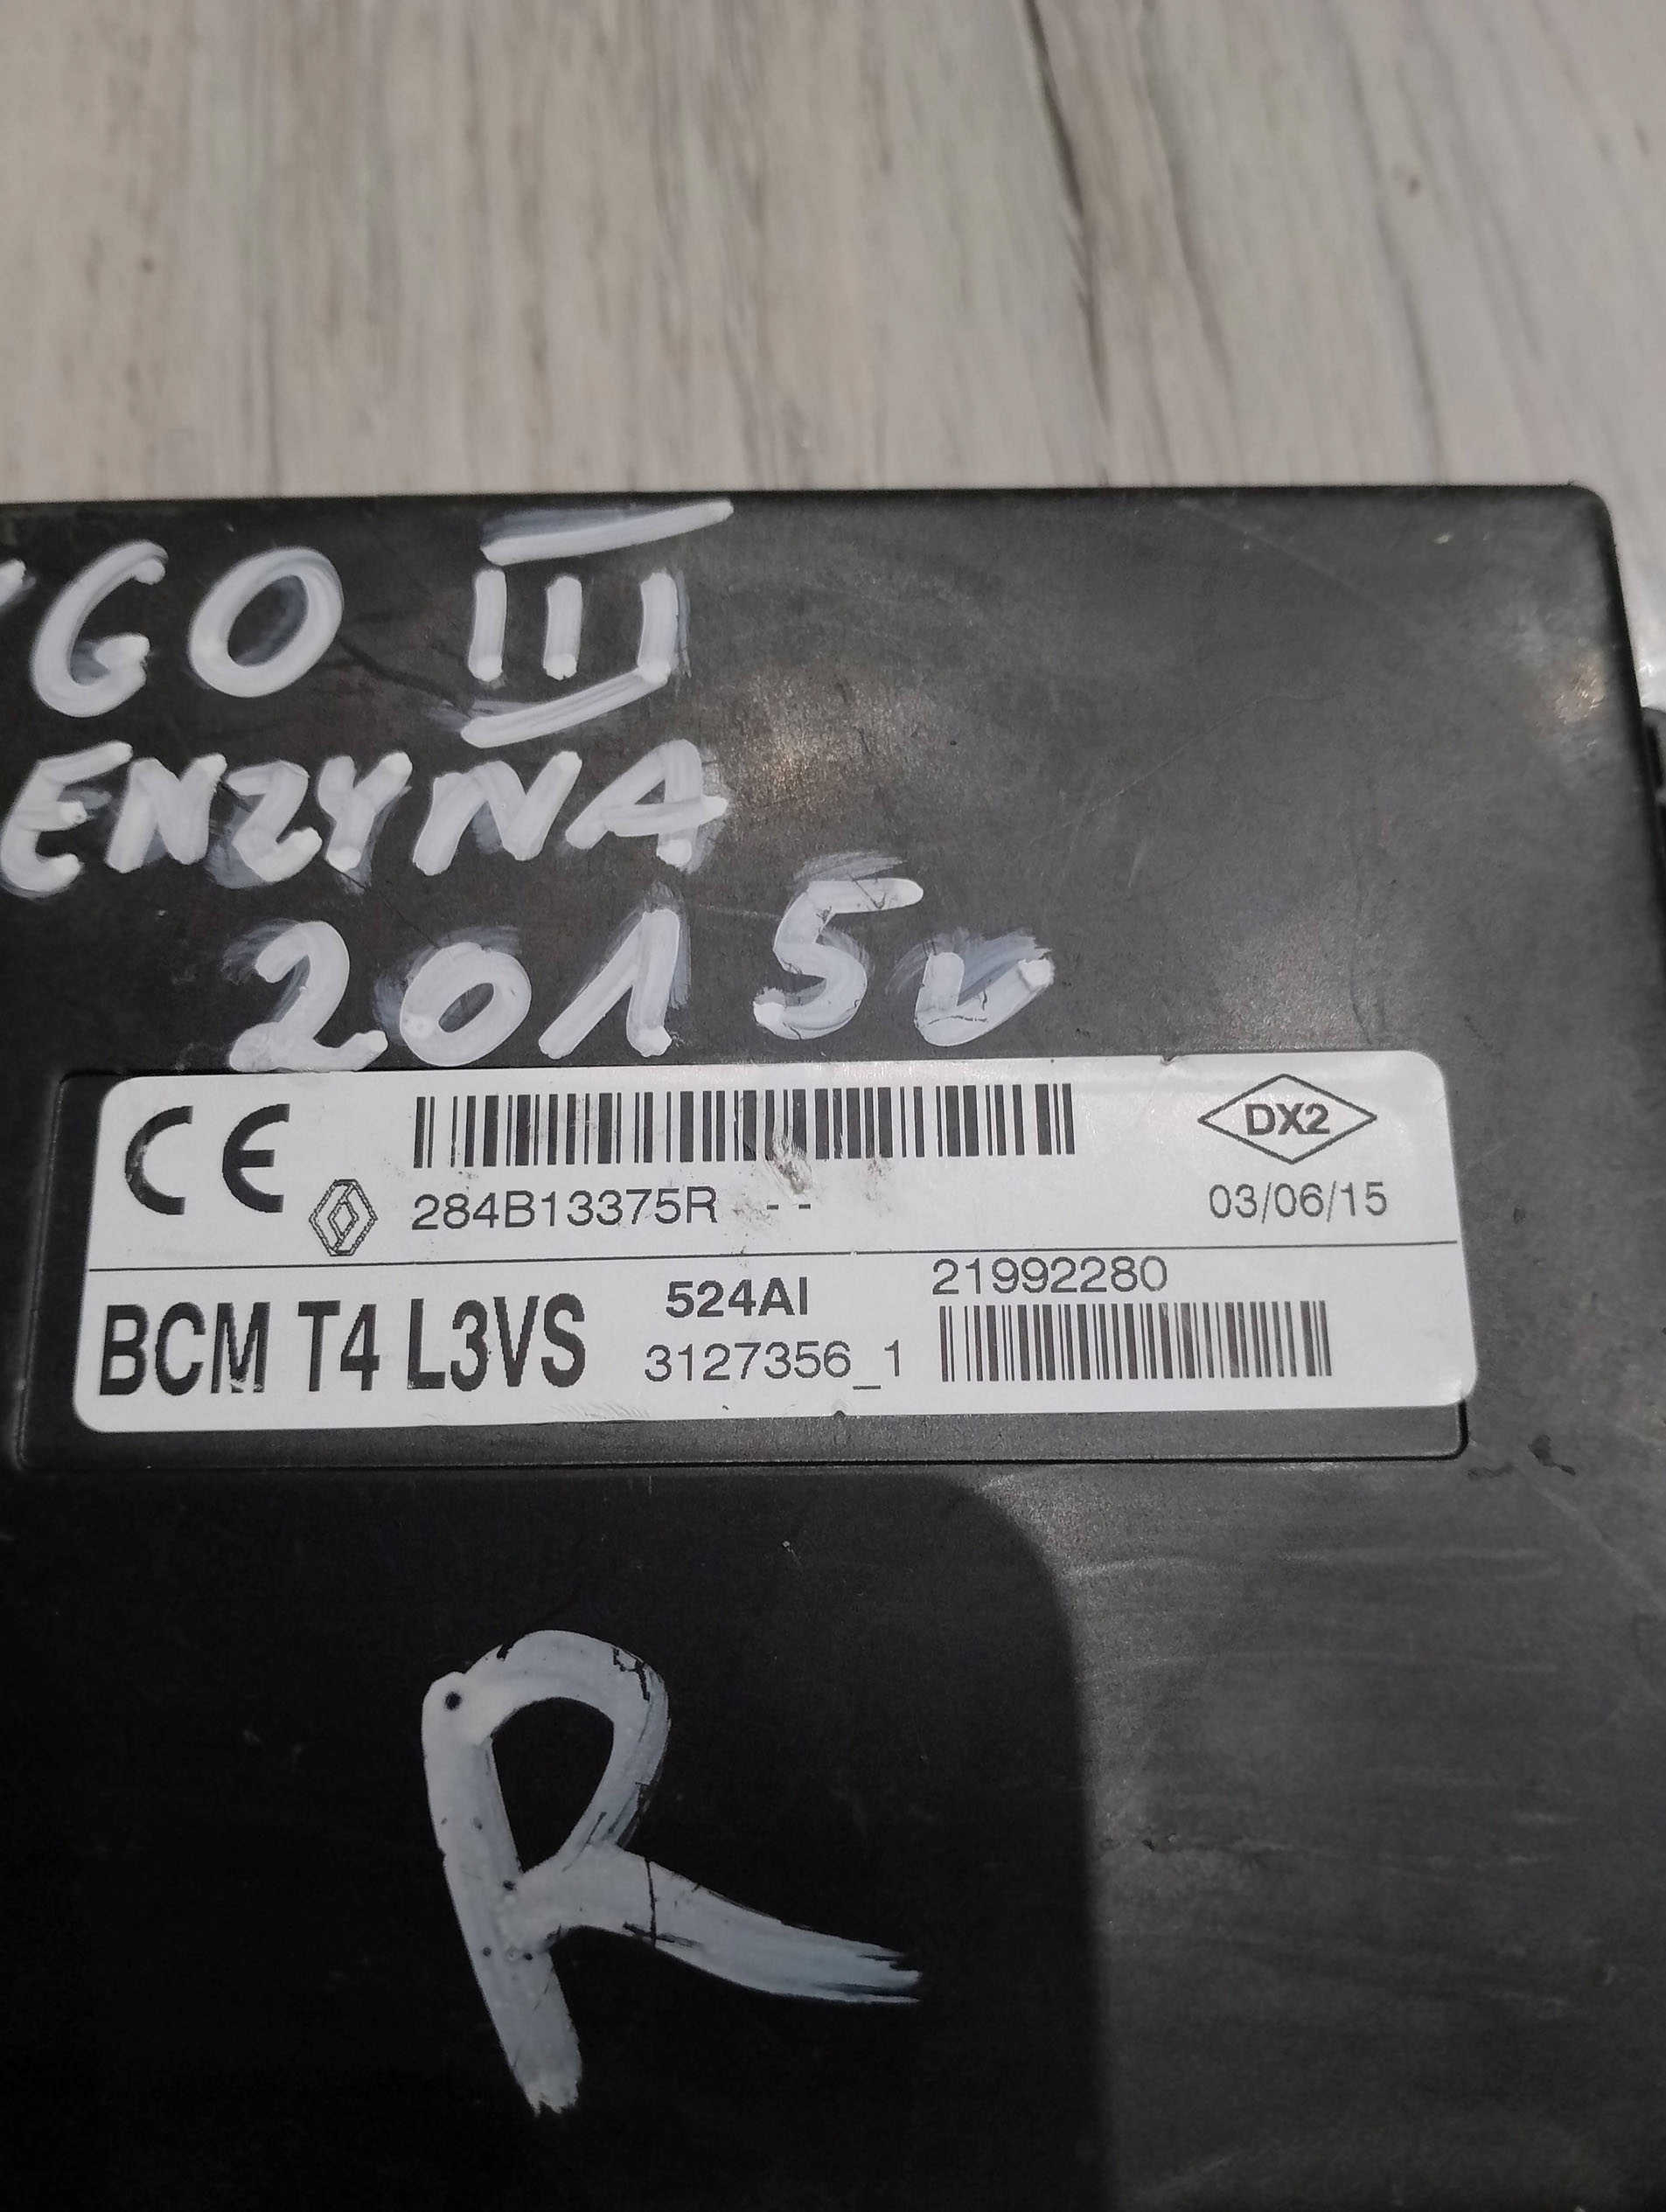 GO III
ENZYNA
2015r
CE
DX2
284B13375R --
03/06/15
BCM T4 L3VS
524AI
21992280
3127356_1
R